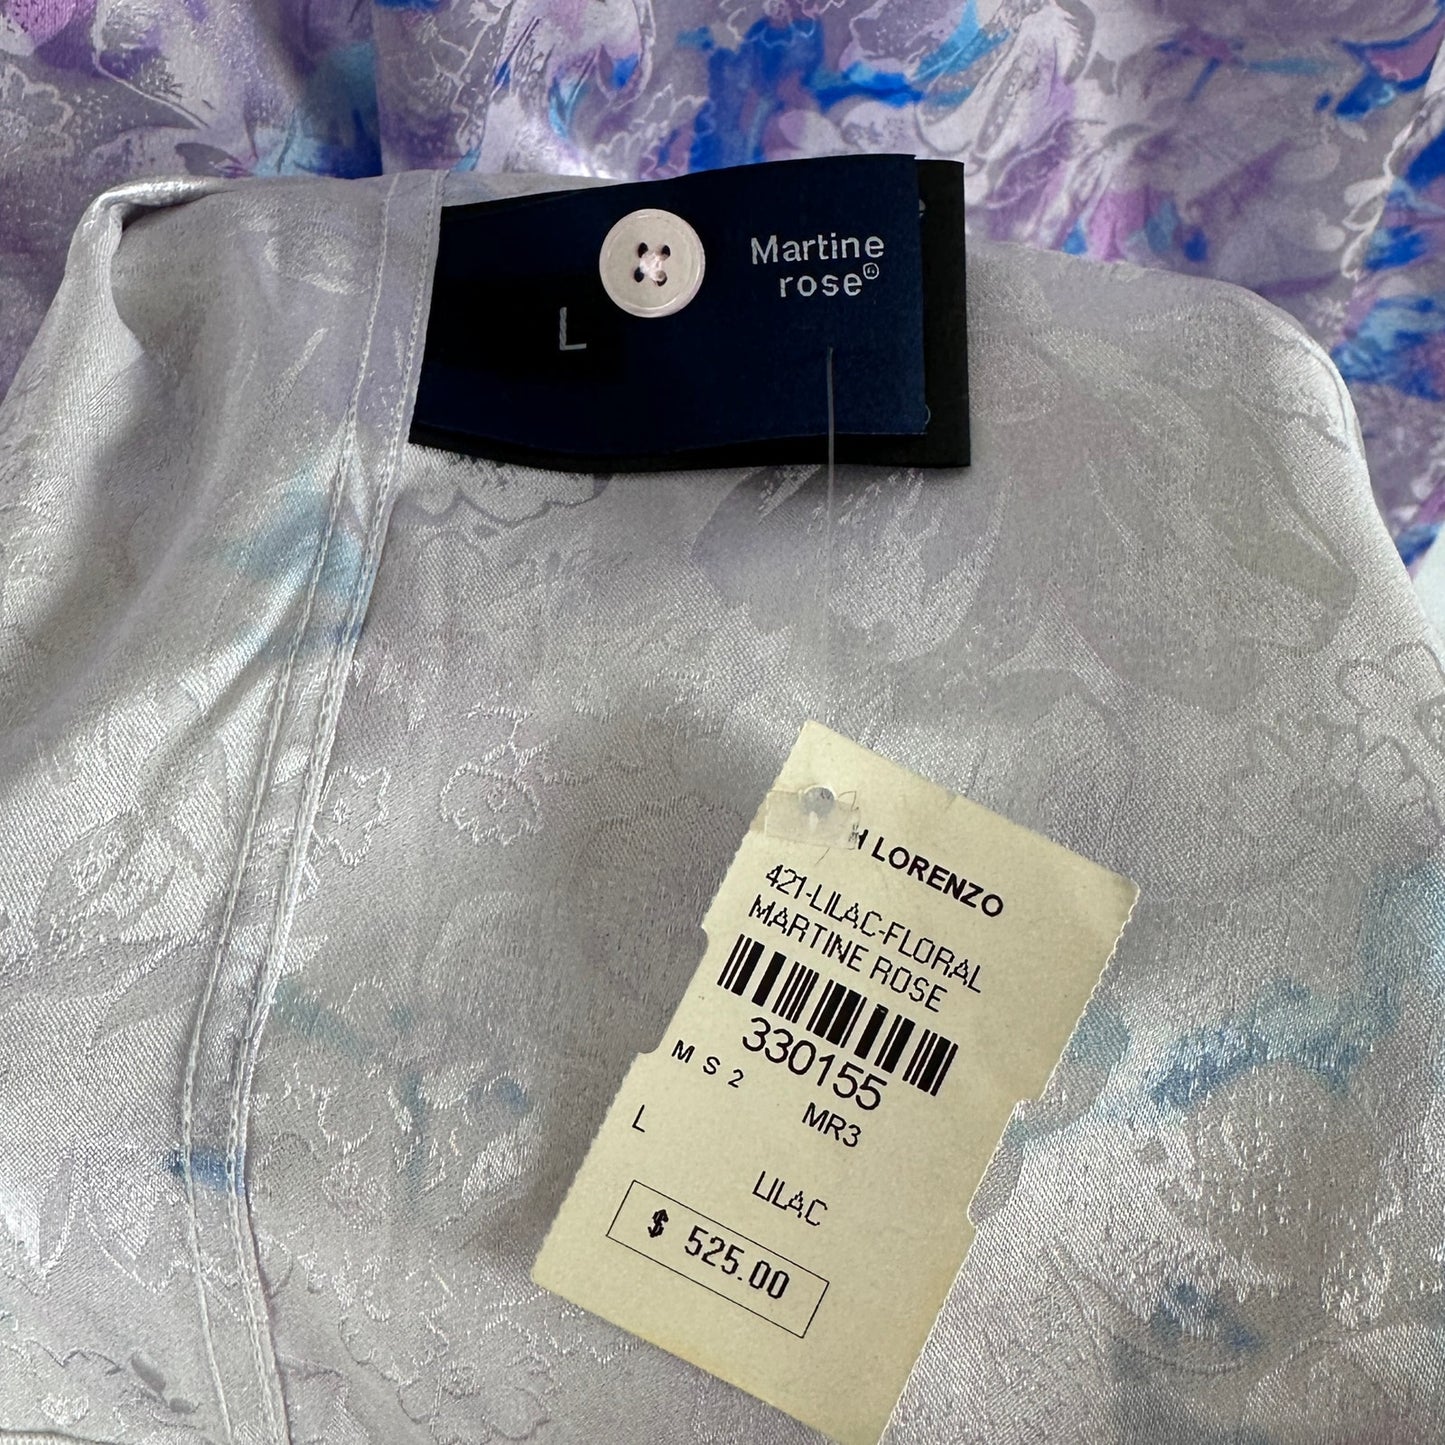 Martine
rose®
L
LORENZO
421-LILAC-FLORAL
MARTINE ROSE
330155
M S 2
MR3
L
LILAC
$ 525.00